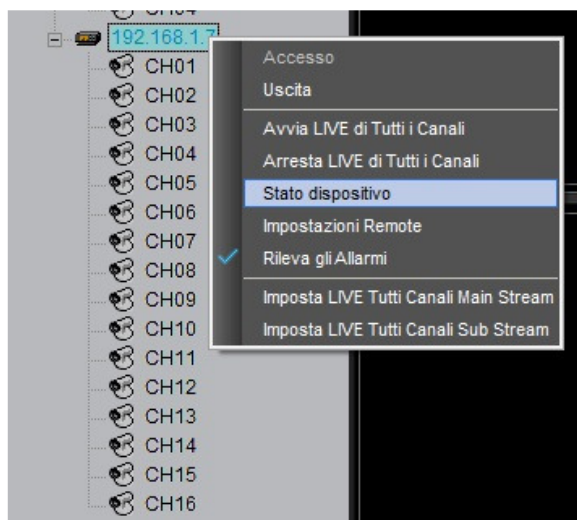 CH04
192.168.1.7
CH01
CH02
CH03
CH04
CH05
CH06
CH07
CH08
CH09
CH10
CH11
CH12
CH13
CH14
CH15
CH16
Accesso
Uscita
Avvia LIVE di Tutti i Canali
Arresta LIVE di Tutti i Canali
Stato dispositivo
Impostazioni Remote
Rileva gli Allarmi
Imposta LIVE Tutti Canali Main Stream
Imposta LIVE Tutti Canali Sub Stream